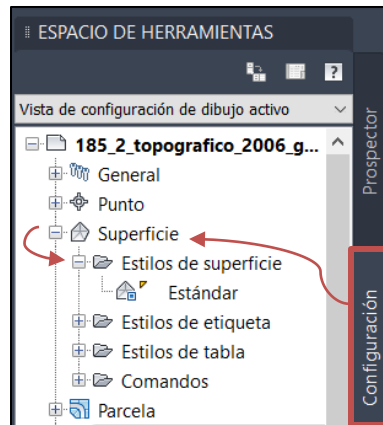 ESPACIO DE HERRAMIENTAS
Vista de configuración de dibujo activo
185_2_topografico_2006_g...
General
Punto
Superficie
Estilos de superficie
Estándar
Estilos de etiqueta
Estilos de tabla
Comandos
Parcela
Prospector
Configuración